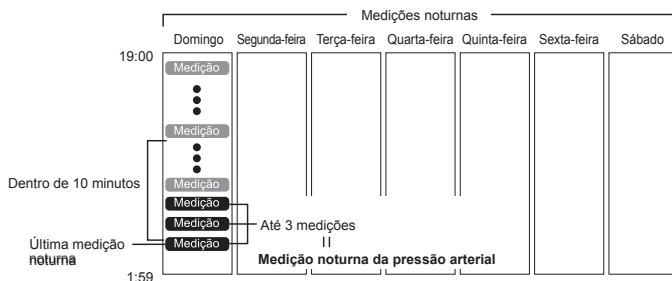 Medições noturnas
Domingo Segunda-feira Terça-feira Quarta-feira Quinta-feira Sexta-feira Sábado
19:00
Medição
Medição
Dentro de 10 minutos
Medição
Medição
Medição
Até 3 medições
Última medição
noturna
Medição
=
Medição noturna da pressão arterial
1:59